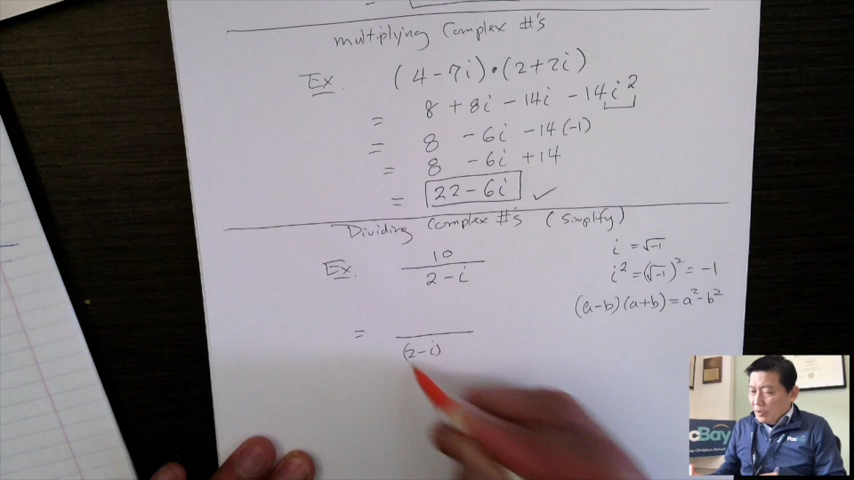 multiplying Complex #'s
Ex. (4-7i)•(2+2i)
= 8 + 8i - 14i - 14i²
= 8 - 6i - 14(-1)
= 8 - 6i + 14
= 22-6i ✓
Dividing Complex #'s (simplify)
Ex. 10 / 2-i
= / (2-i)
i = √-1
i² = (√-1)² = -1
(a-b)(a+b)=a²-b²
cBay